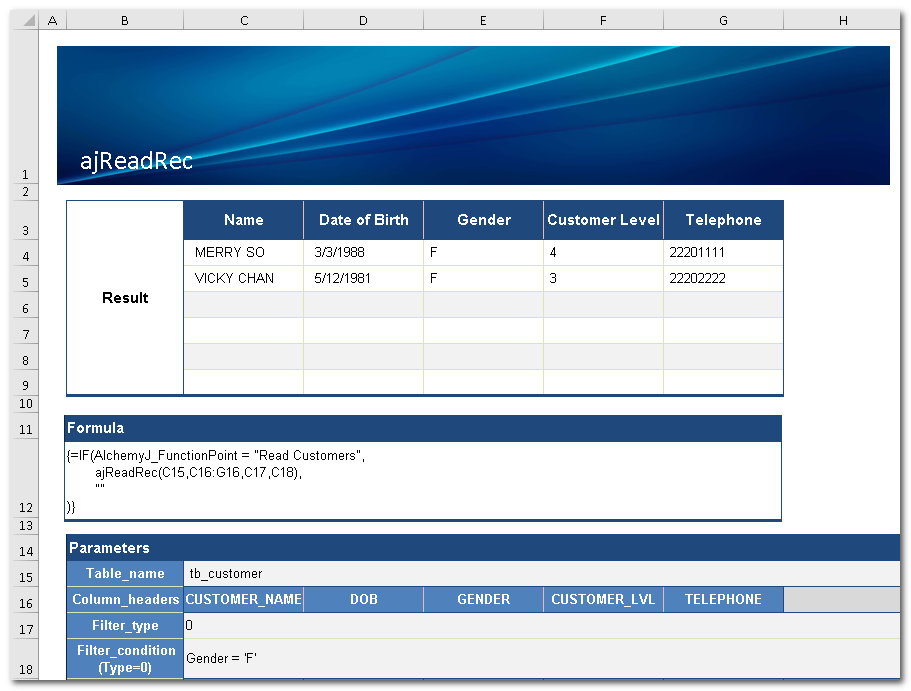 A B C D E F G H
ajReadRec
1
2
3 Name Date of Birth Gender Customer Level Telephone
4 MERRY SO 3/3/1988 F 4 22201111
5 VICKY CHAN 5/12/1981 F 3 22202222
Result
6
7
8
9
10
11 Formula
{=IF(AlchemyJ_FunctionPoint = "Read Customers",
ajReadRec(C15,C16:G16,C17,C18),
""
12 )}
13
14 Parameters
15 Table_name tb_customer
16 Column_headers CUSTOMER_NAME DOB GENDER CUSTOMER_LVL TELEPHONE
17 Filter_type 0
Filter_condition
18 (Type=0) Gender = 'F'